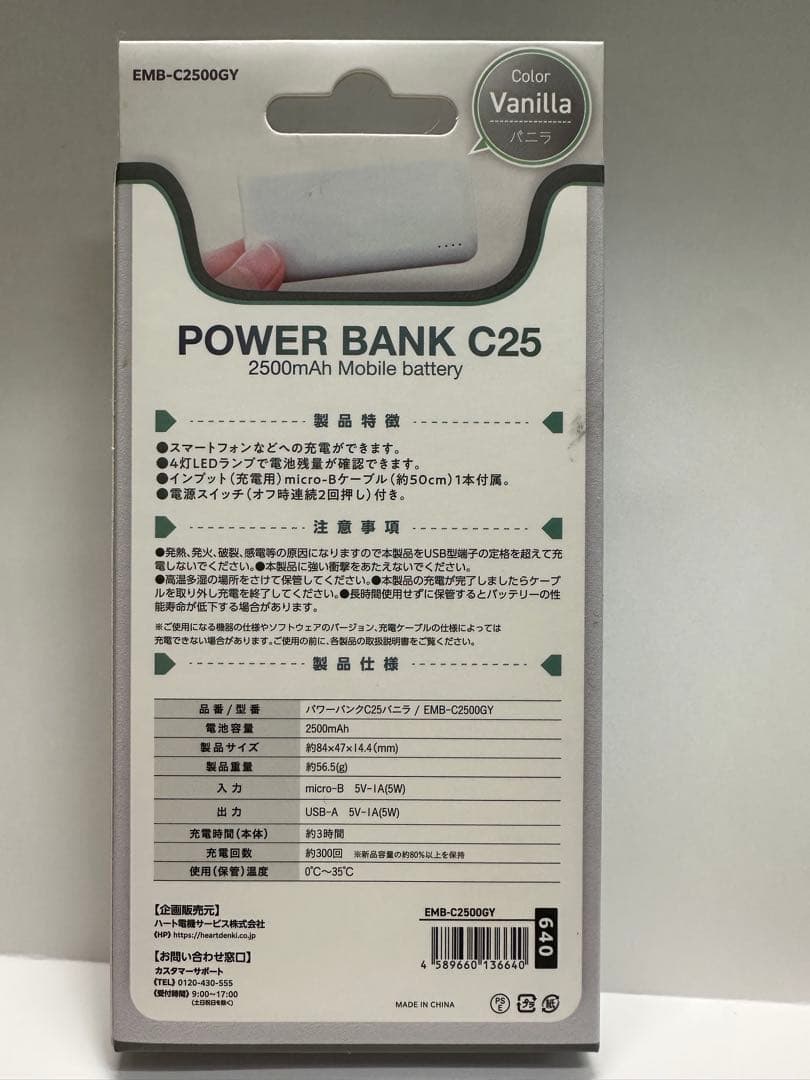 EMB-C2500GY
Color
Vanilla
バニラ
POWER BANK C25
2500mAh Mobile battery
製品特徴
●スマートフォンなどへの充電ができます。
●4灯LEDランプで電池残量が確認できます。
●インプット(充電用)micro-Bケーブル(約50cm)1本付属。
●電源スイッチ(オフ時連続2回押し)付き。
注意事項
●発熱、発火、破裂、感電等の原因になりますので本製品をUSB型端子の定格を超えて充
電しないでください。●本製品に強い衝撃をあたえないでください。
●高温多湿の場所をさけて保管してください。●本製品の充電が完了しましたらケーブ
ルを取り外し充電を終了してください。●長時間使用せずに保管するとバッテリーの性
能寿命が低下する場合があります。
※ご使用になる機器の仕様やソフトウェアのバージョン、充電ケーブルの仕様によっては
充電できない場合があります。ご使用の前に、各製品の取扱説明書をご覧ください。
製品仕様
品番/型番 パワーバンクC25バニラ / EMB-C2500GY
電池容量 2500mAh
製品サイズ 約84×47×14.4(mm)
製品重量 約56.5(g)
入力 micro-B 5V-1A(5W)
出力 USB-A 5V-1A(5W)
充電時間(本体) 約3時間
充電回数 約300回 ※新品容量の約80%以上を保持
使用(保管)温度 0℃〜35℃
【企画販売元】
ハート電機サービス株式会社
《HP》https://heartdenki.co.jp
【お問い合わせ窓口】
カスタマーサポート
《TEL》0120-430-555
《受付時間》9:00〜17:00
(土日祝日を除く)
EMB-C2500GY
640
4 589660 136640
MADE IN CHINA
PS
E
プラ
紙